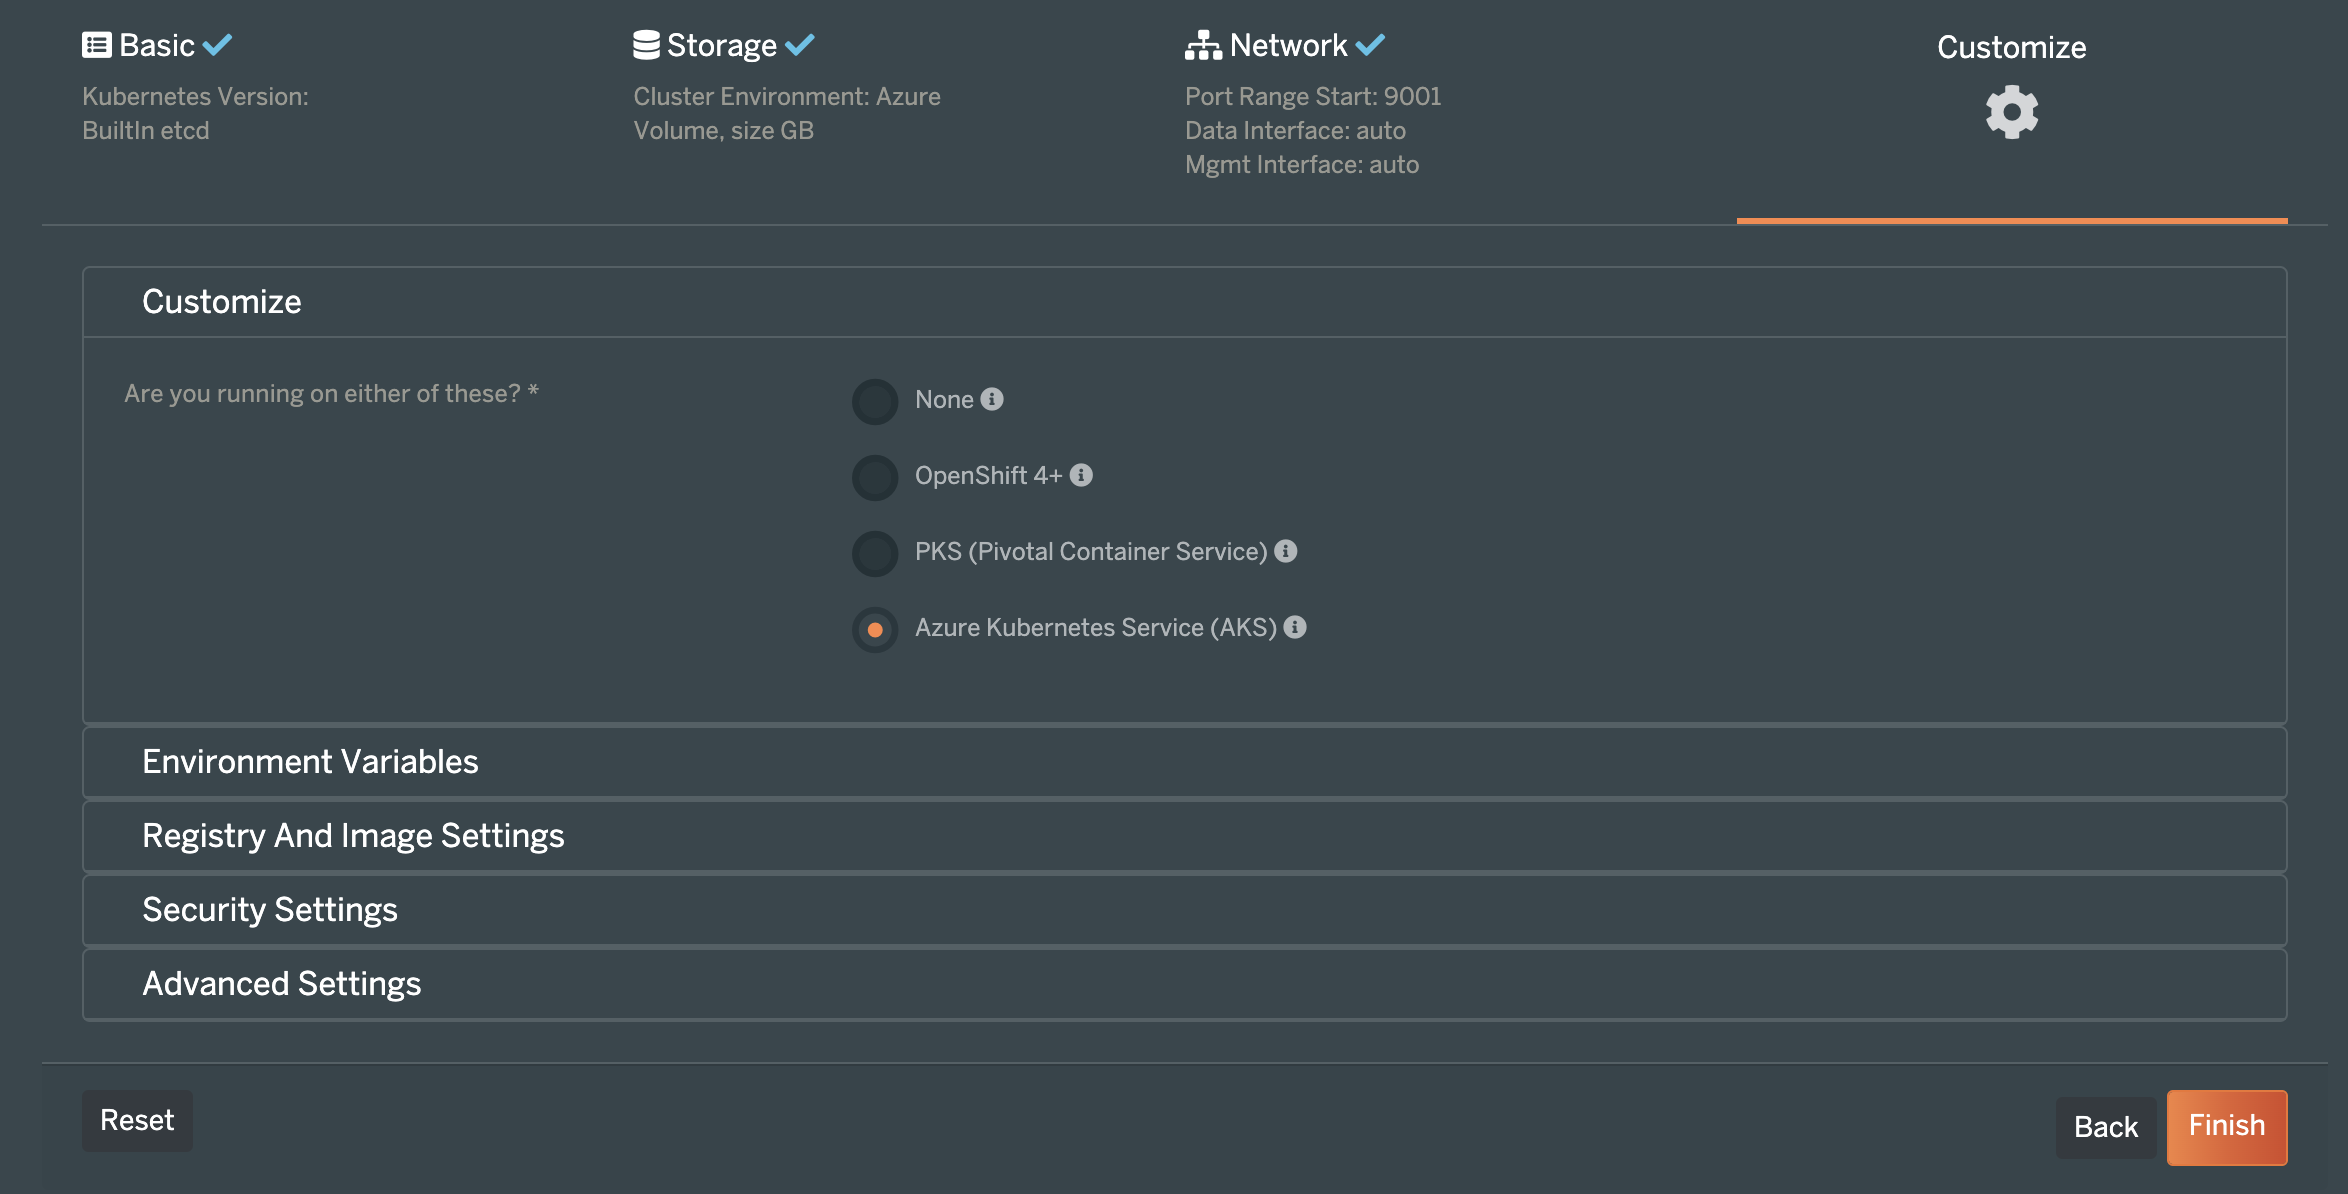 Basic
Kubernetes Version:
BuiltIn etcd
Storage
Cluster Environment: Azure
Volume, size GB
Network
Port Range Start: 9001
Data Interface: auto
Mgmt Interface: auto
Customize
Customize
Are you running on either of these? *
None
OpenShift 4+
PKS (Pivotal Container Service)
Azure Kubernetes Service (AKS)
Environment Variables
Registry And Image Settings
Security Settings
Advanced Settings
Reset
Back
Finish